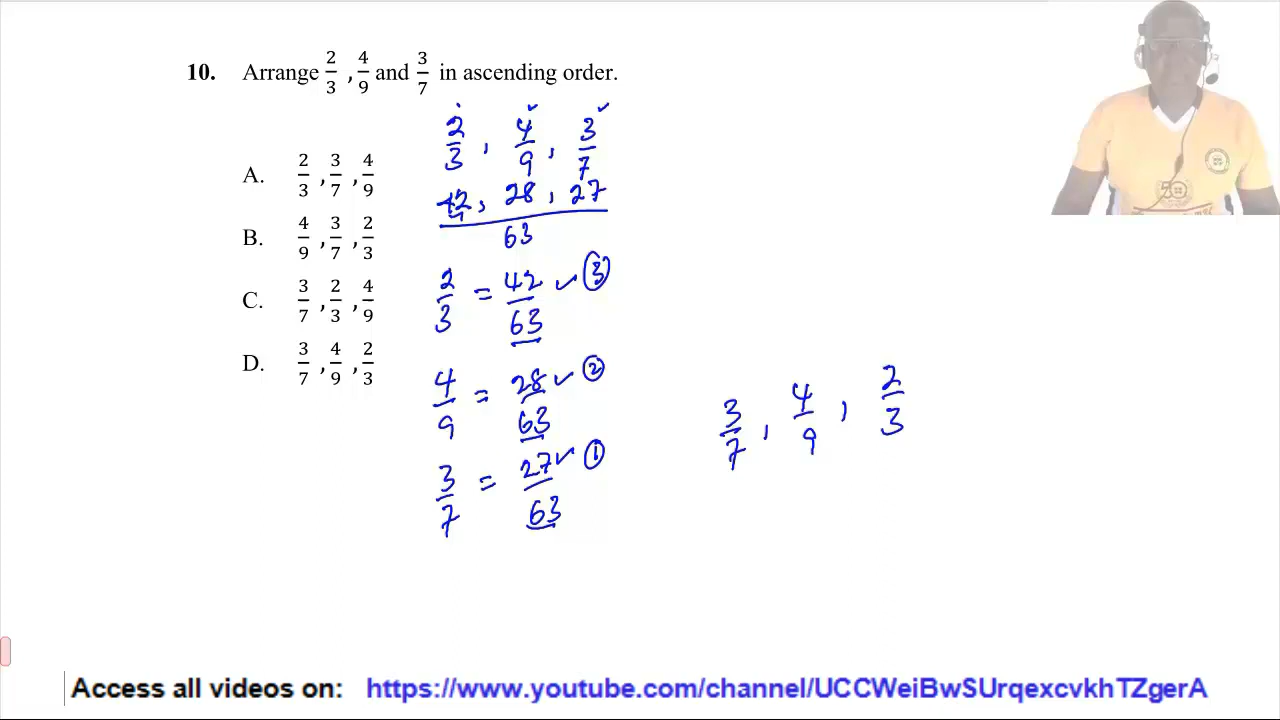 10. Arrange 2/3 , 4/9 and 3/7 in ascending order.
A. 2/3 , 3/7 , 4/9
B. 4/9 , 3/7 , 2/3
C. 3/7 , 2/3 , 4/9
D. 3/7 , 4/9 , 2/3
2/3 , 4/9 , 3/7
42, 28, 27
63
2/3 = 42/63 ✓ ③
4/9 = 28/63 ✓ ②
3/7 = 27/63 ✓ ①
3/7 , 4/9 , 2/3
50
Access all videos on: https://www.youtube.com/channel/UCCWeiBwSUrqexcvkhTZgerA